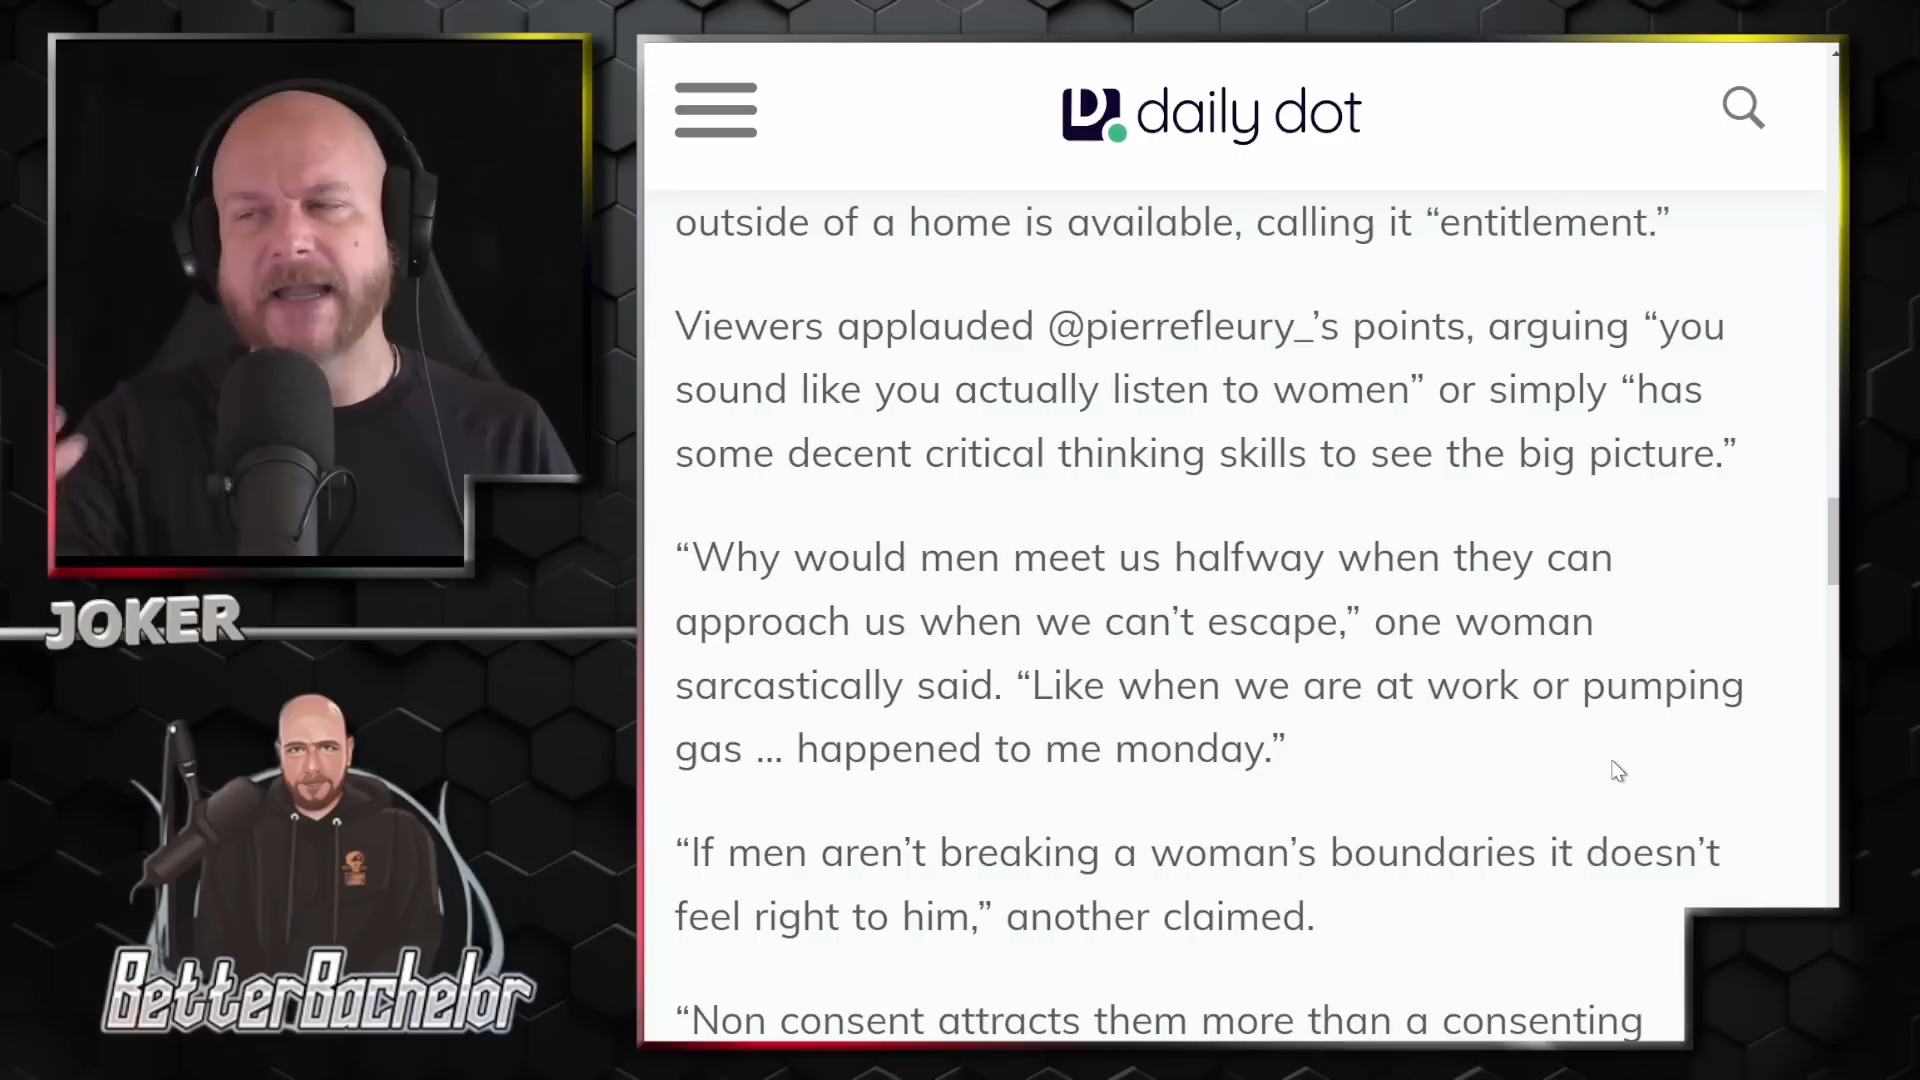 daily dot
outside of a home is available, calling it “entitlement.”
Viewers applauded @pierrefleury_’s points, arguing “you
sound like you actually listen to women” or simply “has
some decent critical thinking skills to see the big picture.”
“Why would men meet us halfway when they can
approach us when we can’t escape,” one woman
sarcastically said. “Like when we are at work or pumping
gas ... happened to me monday.”
“If men aren’t breaking a woman’s boundaries it doesn’t
feel right to him,” another claimed.
“Non consent attracts them more than a consenting
JOKER
BetterBachelor